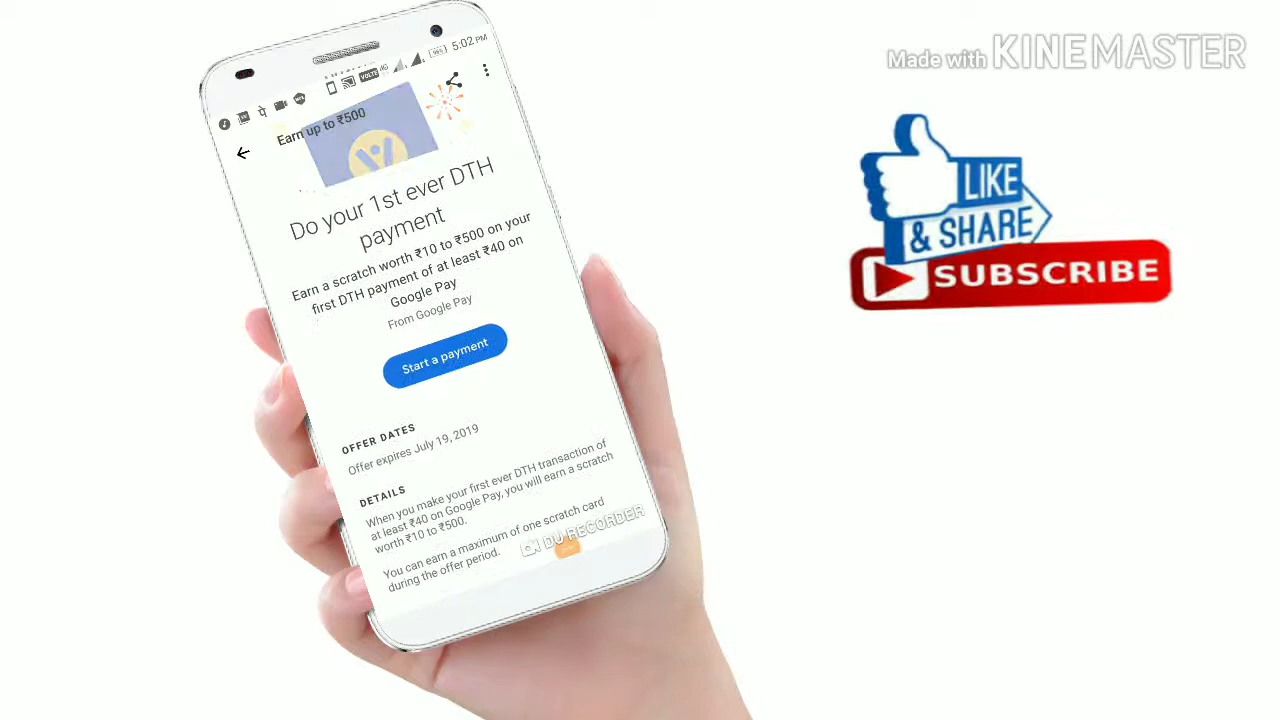 Made with KINEMASTER
5:02 PM
Earn up to ₹500
Do your 1st ever DTH
payment
Earn a scratch worth ₹10 to ₹500 on your
first DTH payment of at least ₹40 on
Google Pay
From Google Pay
Start a payment
OFFER DATES
Offer expires July 19, 2019
DETAILS
When you make your first ever DTH transaction of
at least ₹40 on Google Pay, you will earn a scratch
worth ₹10 to ₹500.
You can earn a maximum of one scratch card
during the offer period.
DU RECORDER
LIKE
& SHARE
SUBSCRIBE